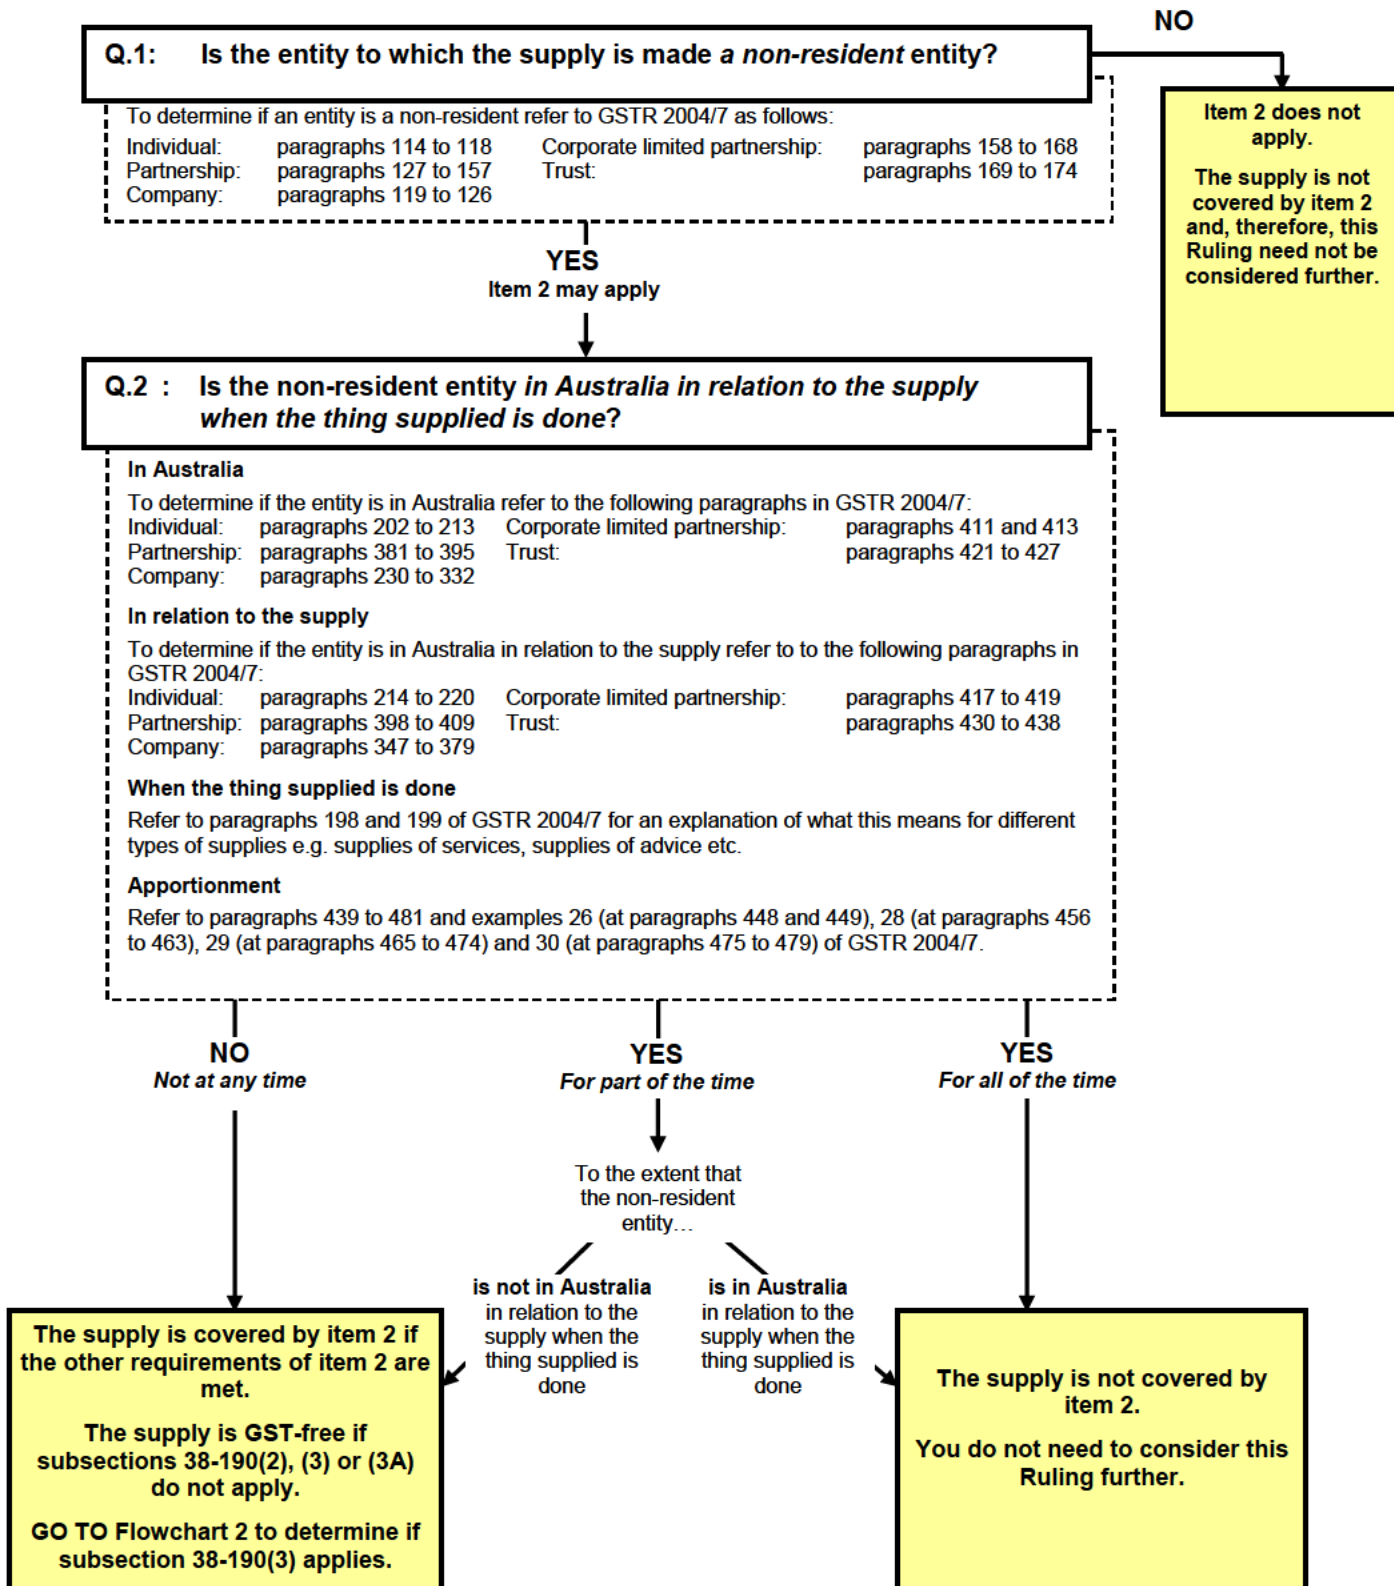 NO
Q.1: Is the entity to which the supply is made a non-resident entity?
To determine if an entity is a non-resident refer to GSTR 2004/7 as follows:
Individual: paragraphs 114 to 118 Corporate limited partnership: paragraphs 158 to 168
Partnership: paragraphs 127 to 157 Trust: paragraphs 169 to 174
Company: paragraphs 119 to 126
Item 2 does not
apply.
The supply is not
covered by item 2
and, therefore, this
Ruling need not be
considered further.
YES
Item 2 may apply
Q.2 : Is the non-resident entity in Australia in relation to the supply
when the thing supplied is done?
In Australia
To determine if the entity is in Australia refer to the following paragraphs in GSTR 2004/7:
Individual: paragraphs 202 to 213 Corporate limited partnership: paragraphs 411 and 413
Partnership: paragraphs 381 to 395 Trust: paragraphs 421 to 427
Company: paragraphs 230 to 332
In relation to the supply
To determine if the entity is in Australia in relation to the supply refer to to the following paragraphs in
GSTR 2004/7:
Individual: paragraphs 214 to 220 Corporate limited partnership: paragraphs 417 to 419
Partnership: paragraphs 398 to 409 Trust: paragraphs 430 to 438
Company: paragraphs 347 to 379
When the thing supplied is done
Refer to paragraphs 198 and 199 of GSTR 2004/7 for an explanation of what this means for different
types of supplies e.g. supplies of services, supplies of advice etc.
Apportionment
Refer to paragraphs 439 to 481 and examples 26 (at paragraphs 448 and 449), 28 (at paragraphs 456
to 463), 29 (at paragraphs 465 to 474) and 30 (at paragraphs 475 to 479) of GSTR 2004/7.
NO
Not at any time
YES
For part of the time
YES
For all of the time
To the extent that
the non-resident
entity…
is not in Australia
in relation to the
supply when the
thing supplied is
done
is in Australia
in relation to the
supply when the
thing supplied is
done
The supply is covered by item 2 if
the other requirements of item 2 are
met.
The supply is GST-free if
subsections 38-190(2), (3) or (3A)
do not apply.
GO TO Flowchart 2 to determine if
subsection 38-190(3) applies.
The supply is not covered by
item 2.
You do not need to consider this
Ruling further.